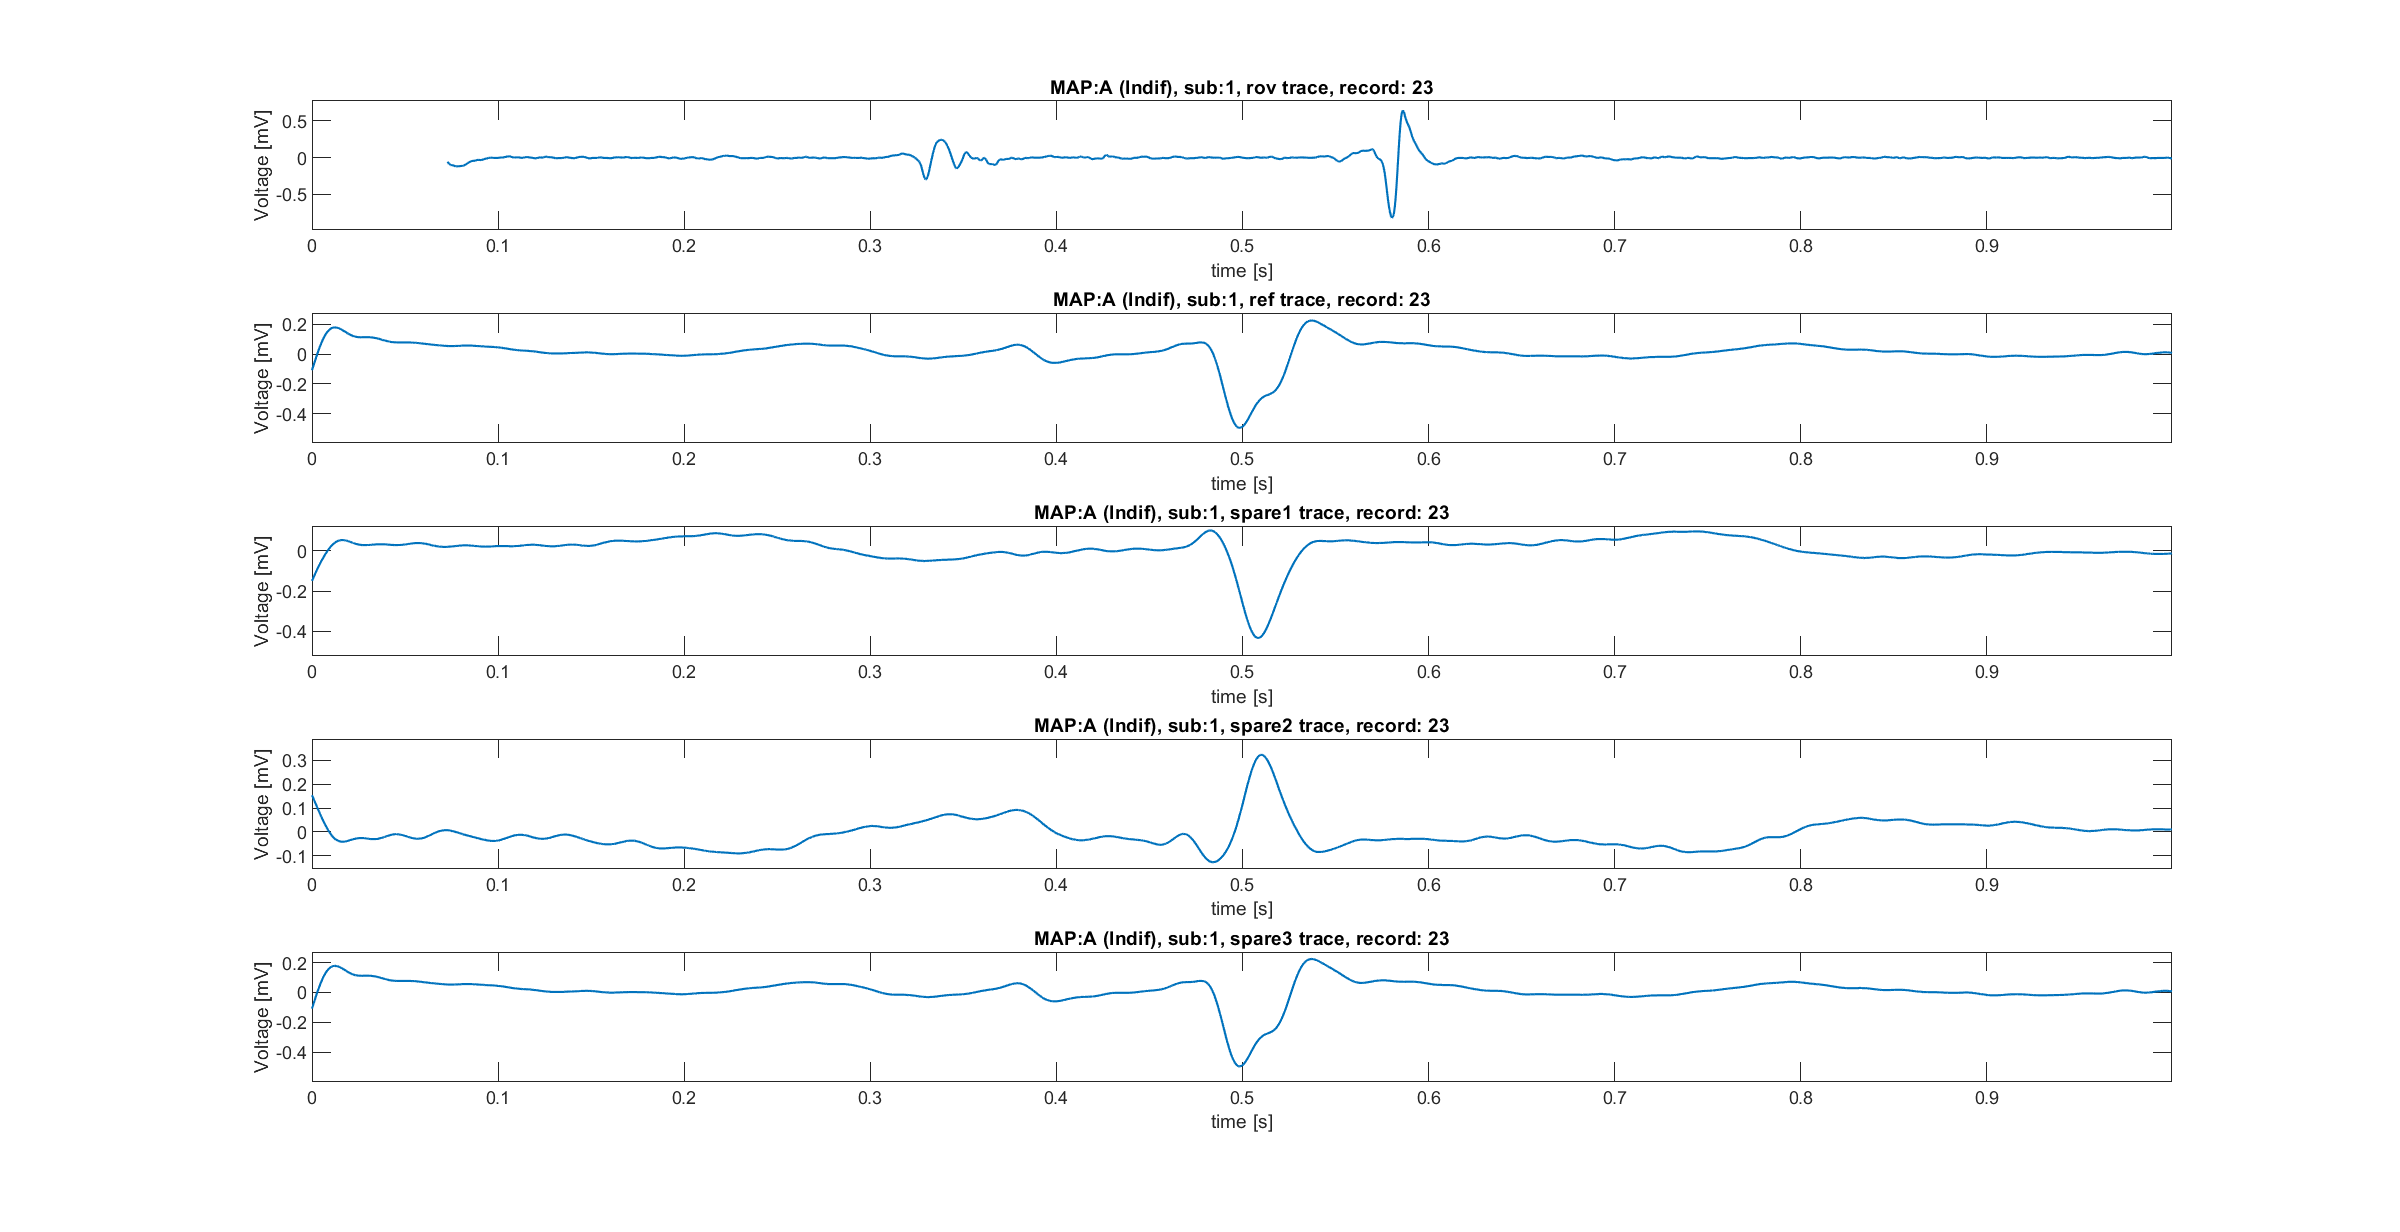 MAP:A (Indif), sub:1, rov trace, record: 23
Voltage [mV]
0.5
0
-0.5
0 0.1 0.2 0.3 0.4 0.5 0.6 0.7 0.8 0.9
time [s]
MAP:A (Indif), sub:1, ref trace, record: 23
Voltage [mV]
0.2
0
-0.2
-0.4
0 0.1 0.2 0.3 0.4 0.5 0.6 0.7 0.8 0.9
time [s]
MAP:A (Indif), sub:1, spare1 trace, record: 23
Voltage [mV]
0
-0.2
-0.4
0 0.1 0.2 0.3 0.4 0.5 0.6 0.7 0.8 0.9
time [s]
MAP:A (Indif), sub:1, spare2 trace, record: 23
Voltage [mV]
0.3
0.2
0.1
0
-0.1
0 0.1 0.2 0.3 0.4 0.5 0.6 0.7 0.8 0.9
time [s]
MAP:A (Indif), sub:1, spare3 trace, record: 23
Voltage [mV]
0.2
0
-0.2
-0.4
0 0.1 0.2 0.3 0.4 0.5 0.6 0.7 0.8 0.9
time [s]